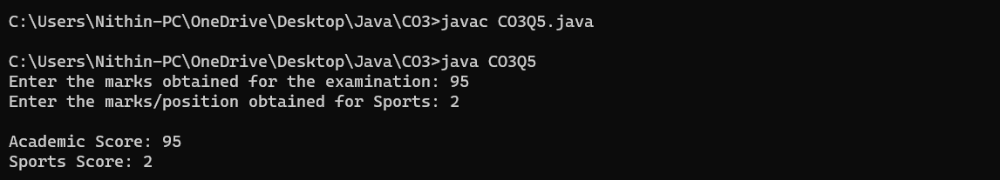 C:\Users\Nithin-PC\OneDrive\Desktop\Java\CO3>javac CO3Q5.java
C:\Users\Nithin-PC\OneDrive\Desktop\Java\CO3>java CO3Q5
Enter the marks obtained for the examination: 95
Enter the marks/position obtained for Sports: 2
Academic Score: 95
Sports Score: 2